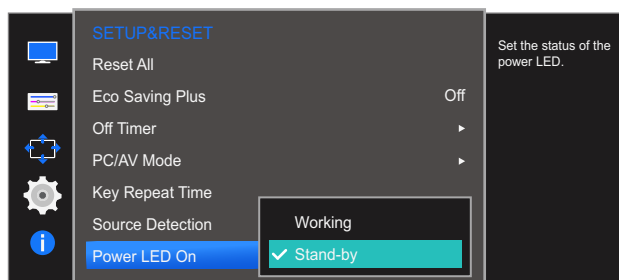 SETUP&RESET
Reset All
Eco Saving Plus Off
Off Timer
PC/AV Mode
Key Repeat Time
Source Detection
Power LED On
Working
Stand-by
Set the status of the
power LED.